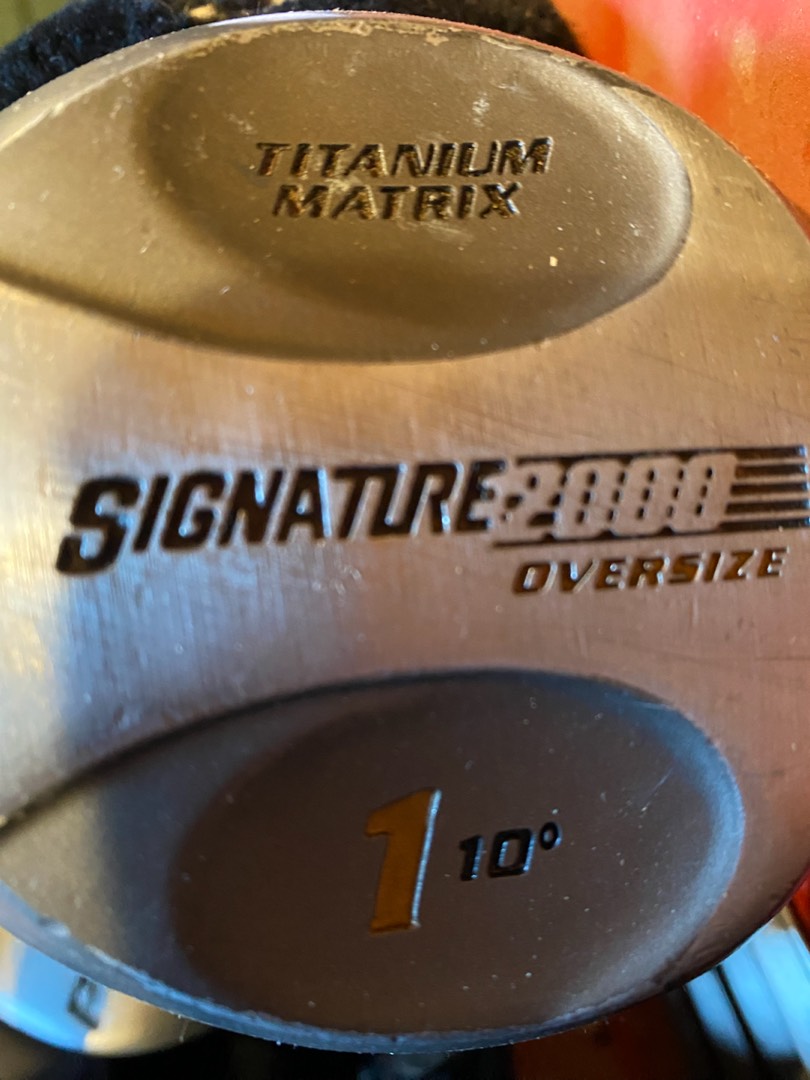 TITANIUM
MATRIX
SIGNATURE 2000
OVERSIZE
1 10°